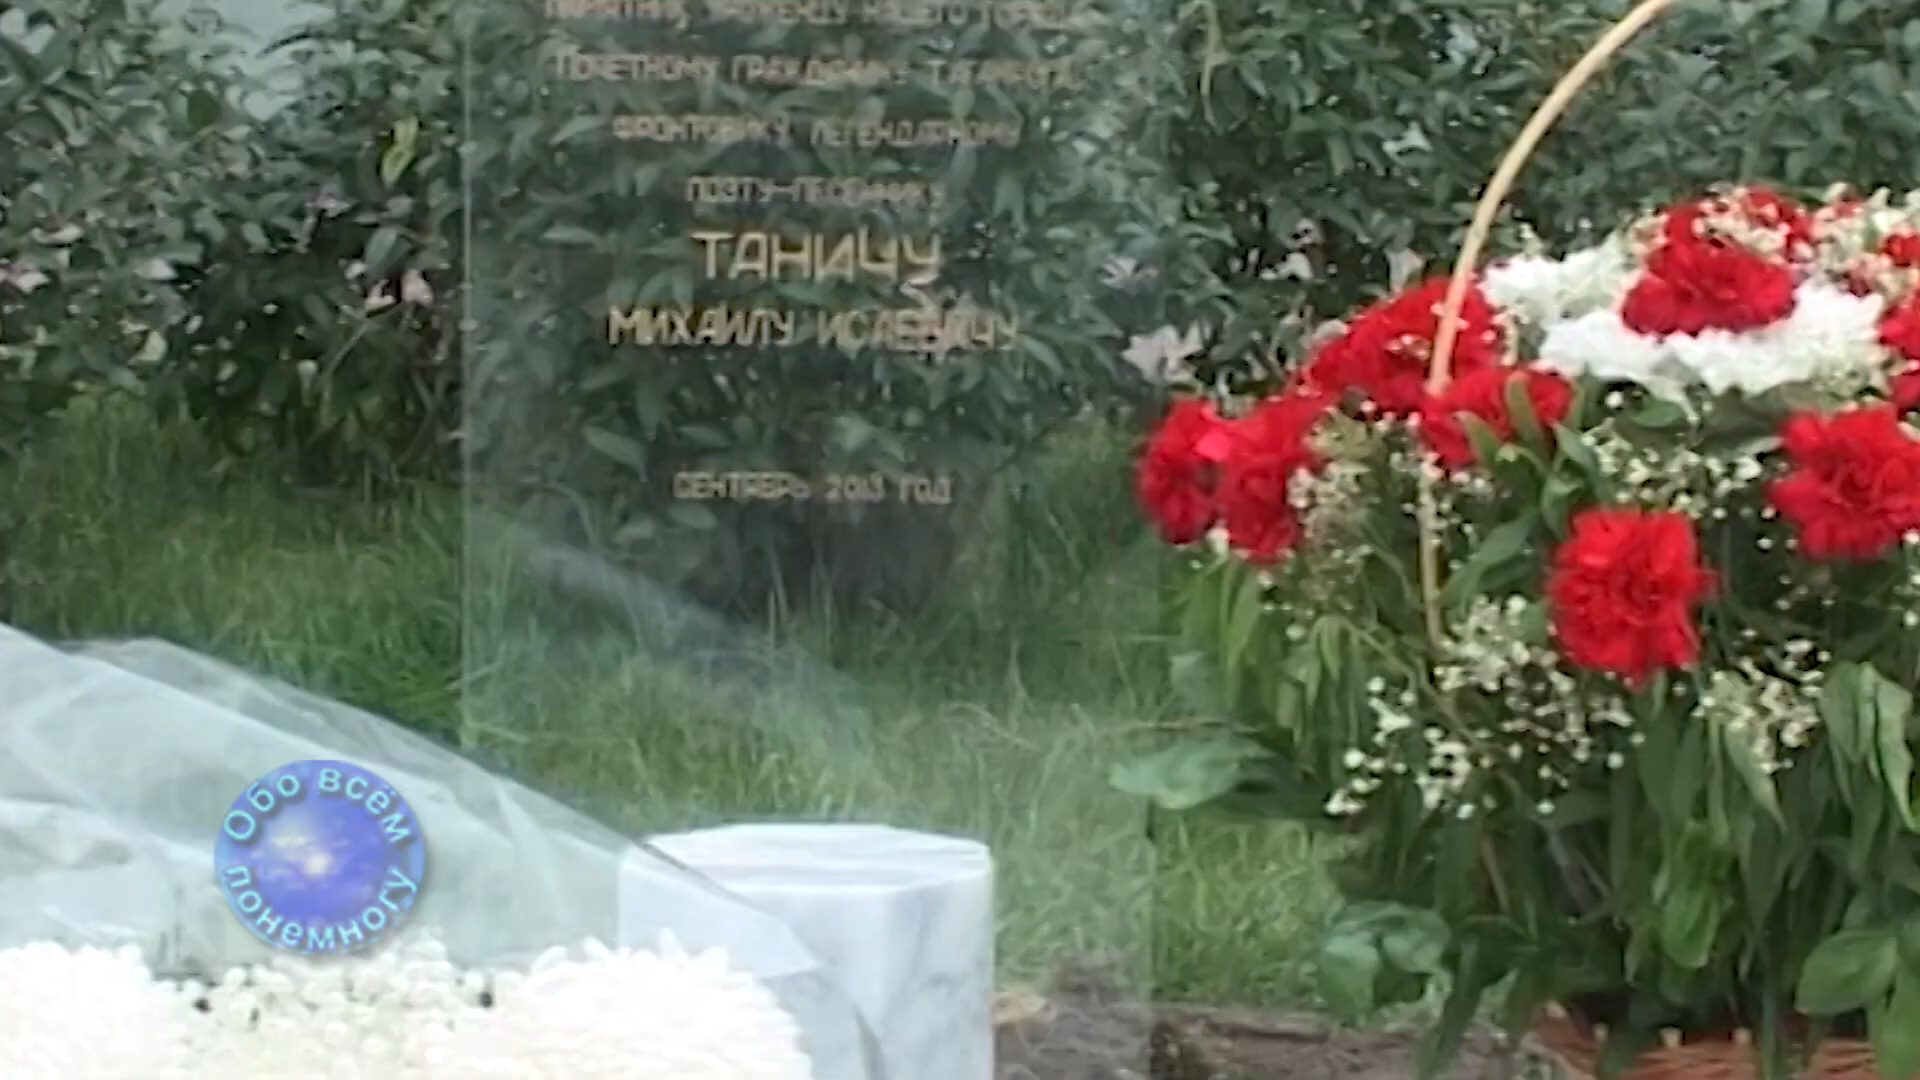 ПОЧЕТНОМУ ГРАЖДАНИНУ ТАГАНРОГА,
ФРОНТОВИКУ, ЛЕГЕНДАРНОМУ
ПОЭТУ-ПЕСЕННИКУ
ТАНИЧУ
МИХАИЛУ ИСАЕВИЧУ
СЕНТЯБРЬ 2013 ГОД
Обо всём
понемногу